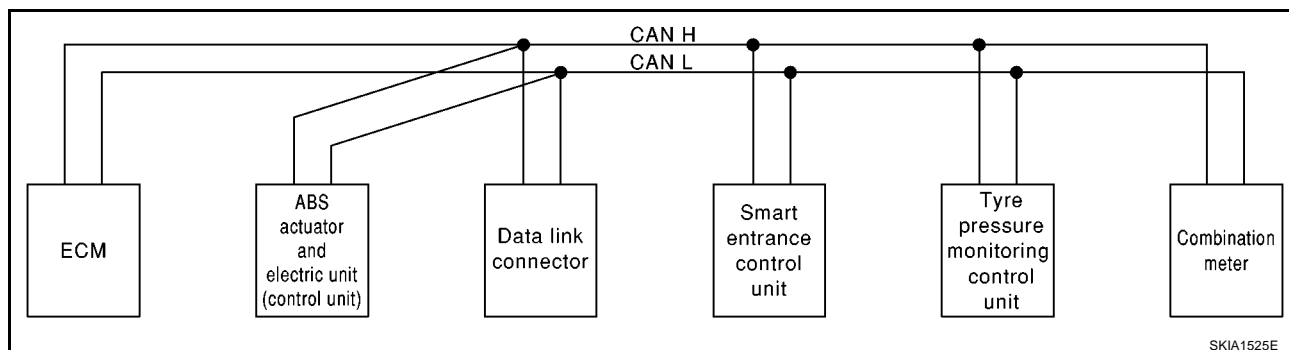 CAN H
CAN L
ECM
ABS
actuator
and
electric unit
(control unit)
Data link
connector
Smart
entrance
control
unit
Tyre
pressure
monitoring
control
unit
Combination
meter
SKIA1525E